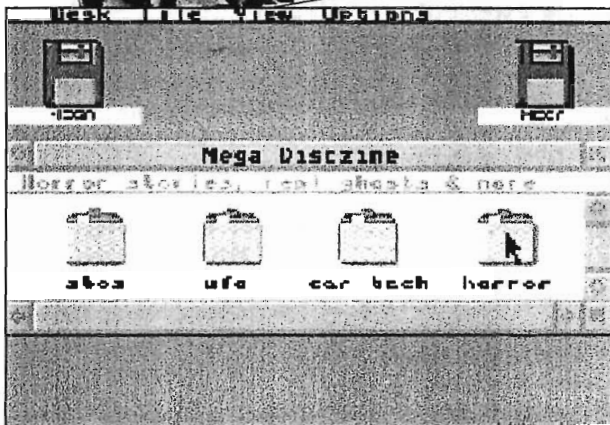 Desk File View Options
Mega Disczine
Horror stories, real ghosts & more
stos ufo car tech horror